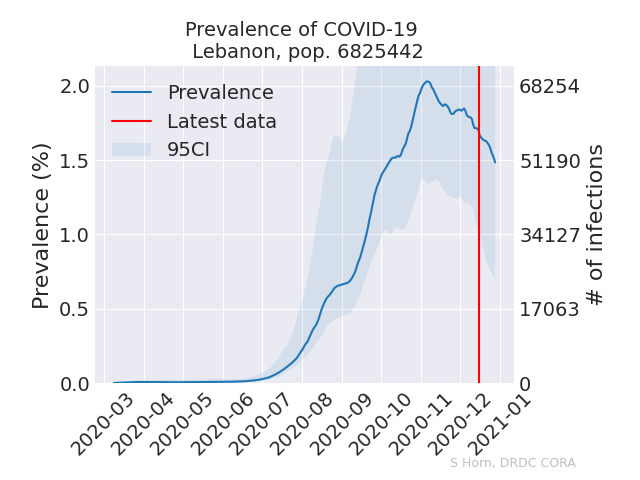 Prevalence of COVID-19
Lebanon, pop. 6825442
Prevalence
Latest data
95CI
Prevalence (%)
2.0
1.5
1.0
0.5
0.0
68254
51190
34127
17063
0
# of infections
2020-03
2020-04
2020-05
2020-06
2020-07
2020-08
2020-09
2020-10
2020-11
2020-12
2021-01
S Horn, DRDC CORA